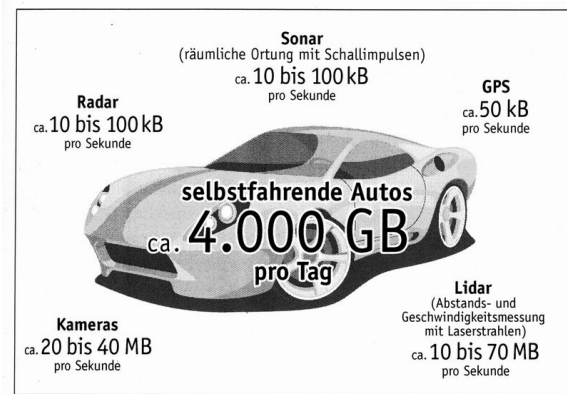 Sonar
(räumliche Ortung mit Schallimpulsen)
ca. 10 bis 100 kB
pro Sekunde
GPS
ca. 50 kB
pro Sekunde
Radar
ca. 10 bis 100 kB
pro Sekunde
selbstfahrende Autos
ca. 4.000 GB
pro Tag
Kameras
ca. 20 bis 40 MB
pro Sekunde
Lidar
(Abstands- und
Geschwindigkeitsmessung
mit Laserstrahlen)
ca. 10 bis 70 MB
pro Sekunde